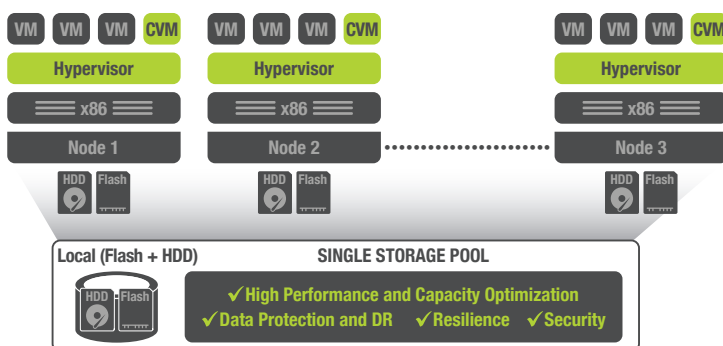 VM VM VM CVM VM VM VM CVM VM VM VM CVM
Hypervisor Hypervisor Hypervisor
x86 x86 x86
Node 1 Node 2 Node 3
HDD Flash HDD Flash HDD Flash
Local (Flash + HDD) SINGLE STORAGE POOL
HDD Flash ✓High Performance and Capacity Optimization
✓Data Protection and DR ✓Resilience ✓Security